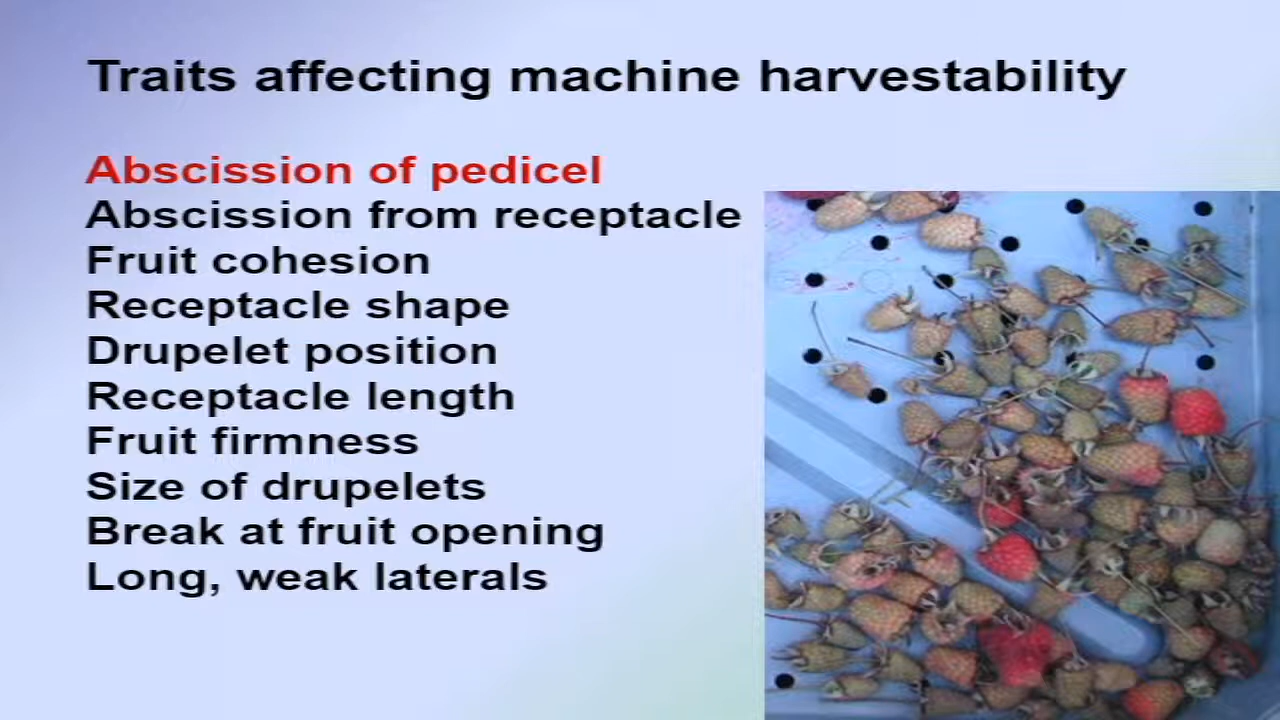 Traits affecting machine harvestability
Abscission of pedicel
Abscission from receptacle
Fruit cohesion
Receptacle shape
Drupelet position
Receptacle length
Fruit firmness
Size of drupelets
Break at fruit opening
Long, weak laterals